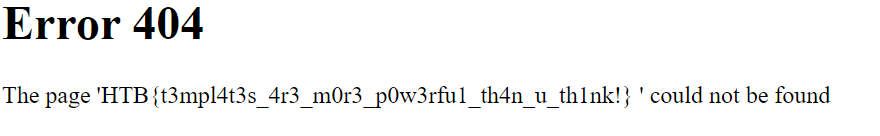 Error 404
The page 'HTB{t3mpl4t3s_4r3_m0r3_p0w3rfu1_th4n_u_th1nk!} ' could not be found